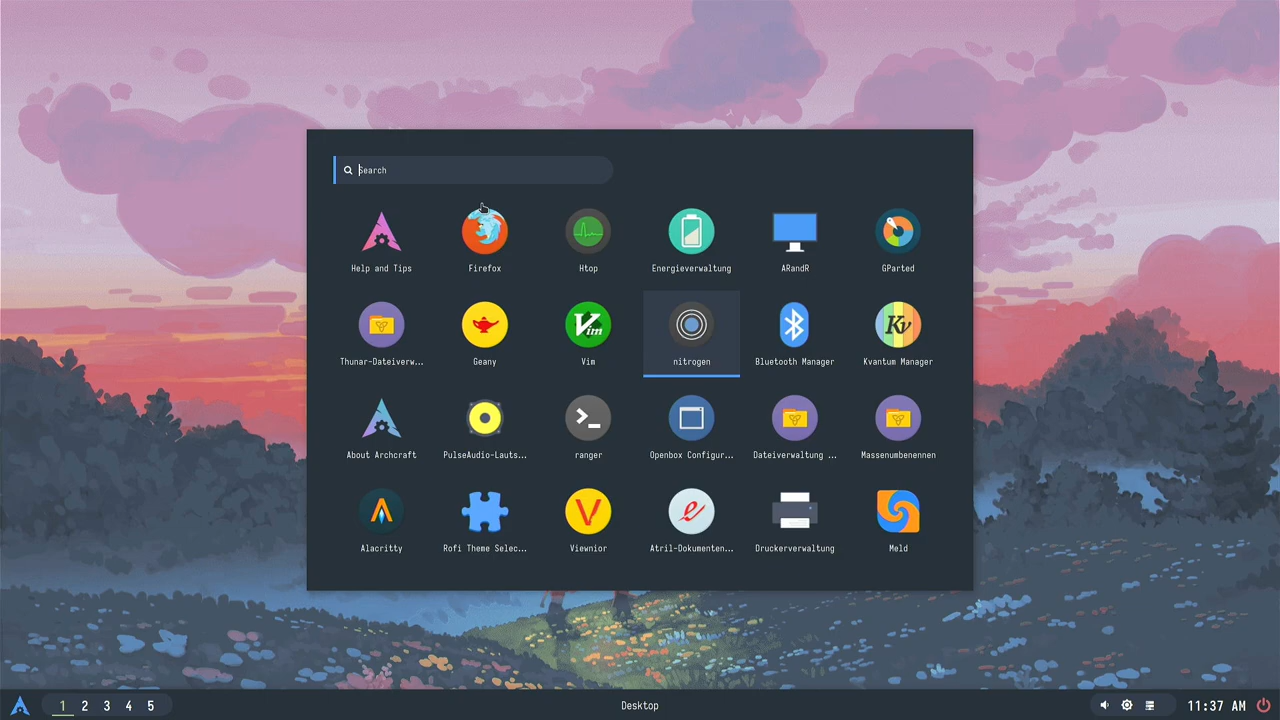 Search
Help and Tips
Firefox
Htop
Energieverwaltung
ARandR
GParted
Thunar-Dateiverw...
Geany
Vim
nitrogen
Bluetooth Manager
Kvantum Manager
About Archcraft
PulseAudio-Lauts...
ranger
Openbox Configur...
Dateiverwaltung ...
Massenumbenennen
Alacritty
Rofi Theme Selec...
Viewnior
Atril-Dokumenten...
Druckerverwaltung
Meld
1 2 3 4 5
Desktop
11:37 AM